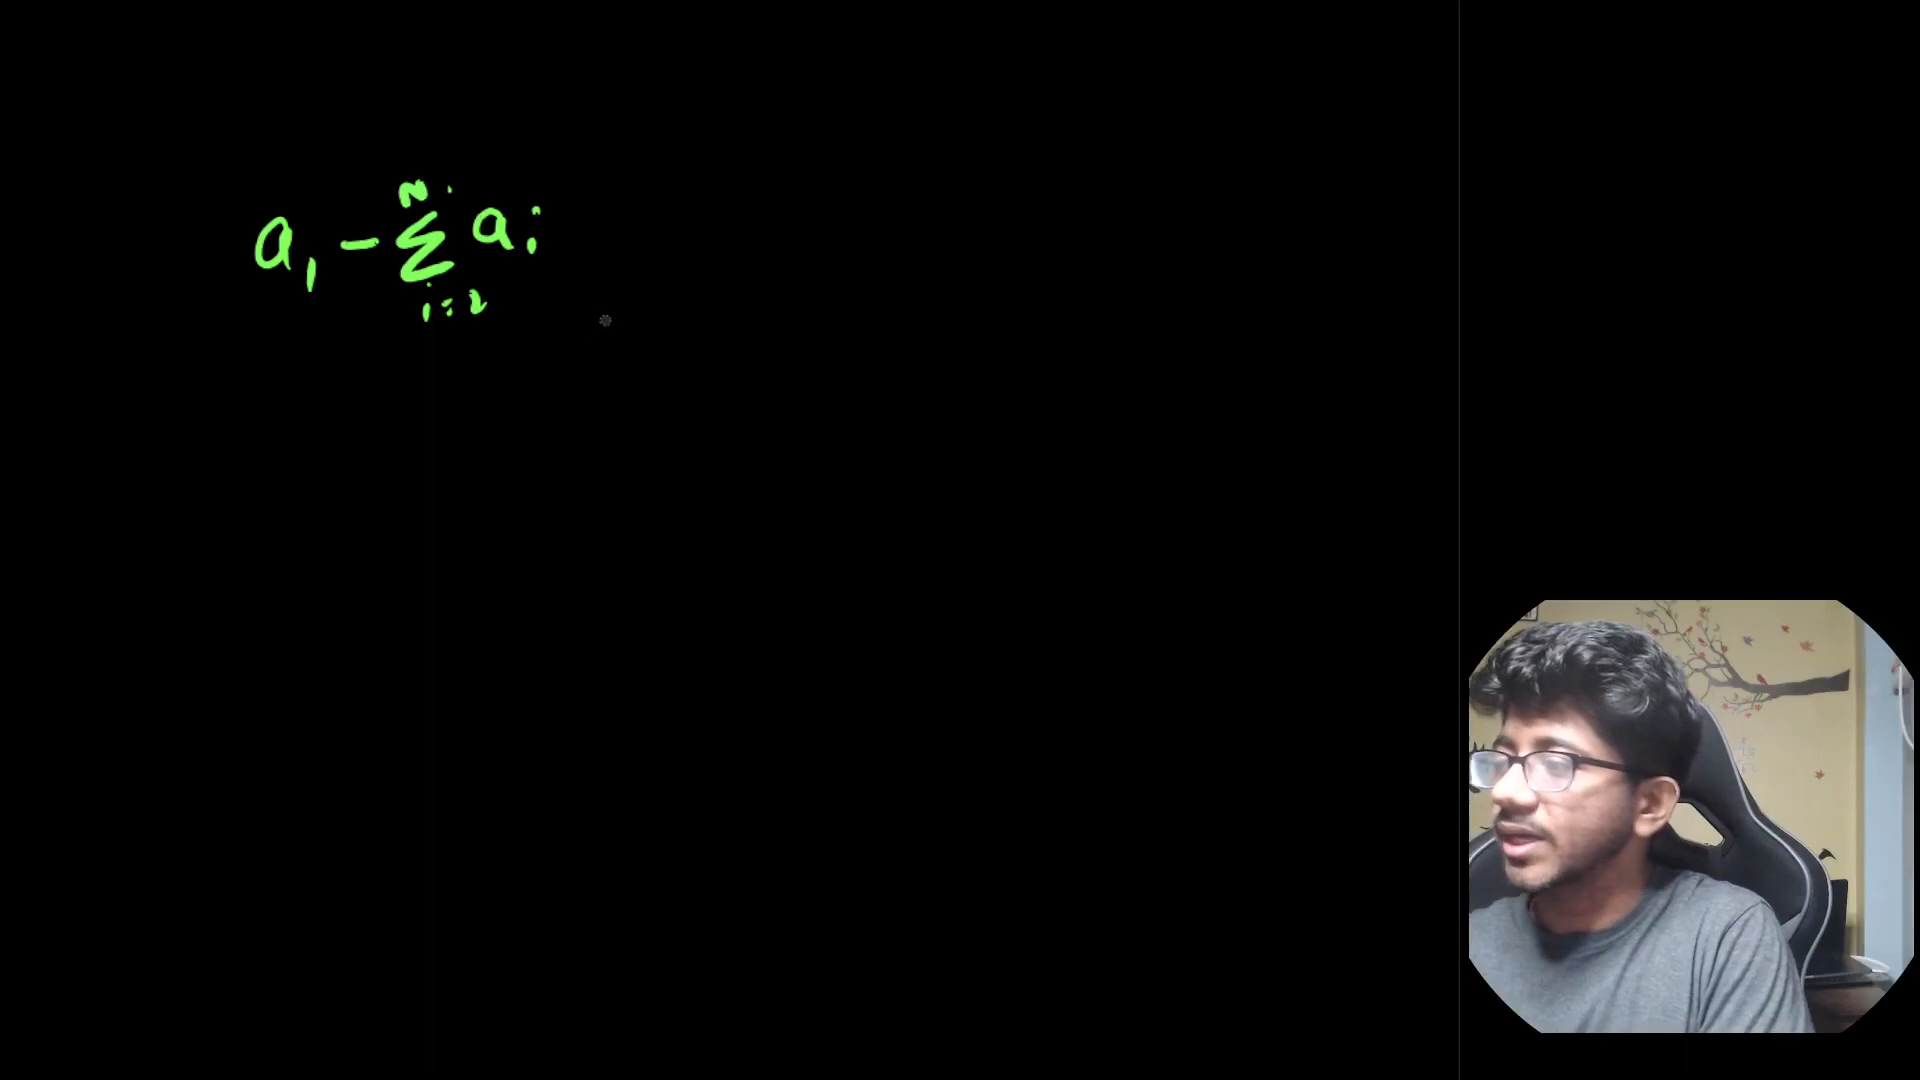 a₁ - ∑ᵢ₌₂ⁿ aᵢ